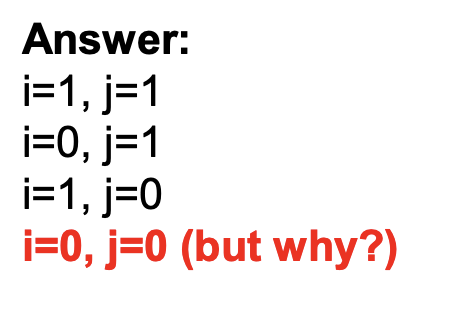 Answer:
i=1, j=1
i=0, j=1
i=1, j=0
i=0, j=0 (but why?)